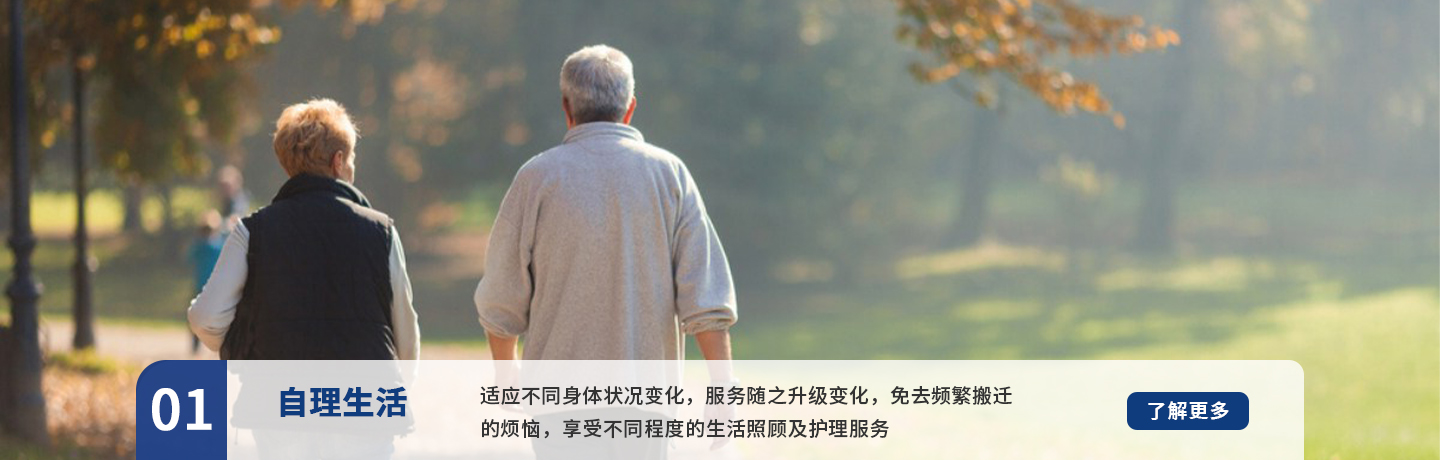 01
自理生活
适应不同身体状况变化，服务随之升级变化，免去频繁搬迁
的烦恼，享受不同程度的生活照顾及护理服务
了解更多